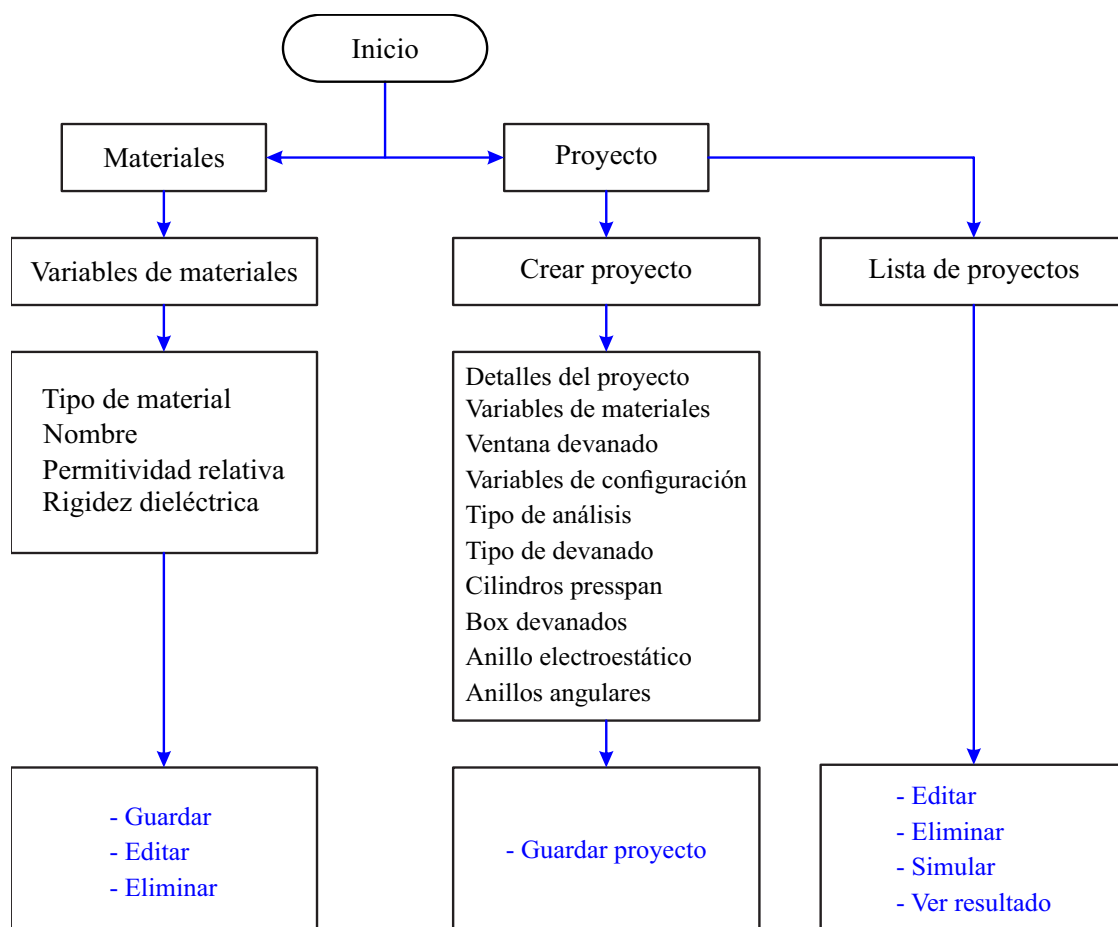 Inicio
Materiales
Proyecto
Variables de materiales
Crear proyecto
Lista de proyectos
Tipo de material
Nombre
Permitividad relativa
Rigidez dieléctrica
Detalles del proyecto
Variables de materiales
Ventana devanado
Variables de configuración
Tipo de análisis
Tipo de devanado
Cilindros presspan
Box devanados
Anillo electroestático
Anillos angulares
- Guardar
- Editar
- Eliminar
- Guardar proyecto
- Editar
- Eliminar
- Simular
- Ver resultado